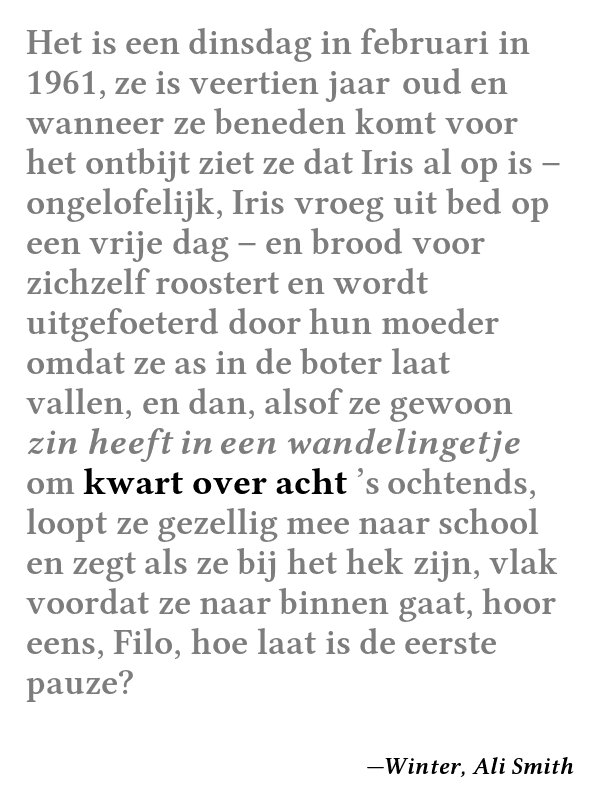 Het is een dinsdag in februari in
1961, ze is veertien jaar oud en
wanneer ze beneden komt voor
het ontbijt ziet ze dat Iris al op is –
ongelofelijk, Iris vroeg uit bed op
een vrije dag – en brood voor
zichzelf roostert en wordt
uitgefoeterd door hun moeder
omdat ze as in de boter laat
vallen, en dan, alsof ze gewoon
zin heeft in een wandelingetje
om kwart over acht ’s ochtends,
loopt ze gezellig mee naar school
en zegt als ze bij het hek zijn, vlak
voordat ze naar binnen gaat, hoor
eens, Filo, hoe laat is de eerste
pauze?
—Winter, Ali Smith